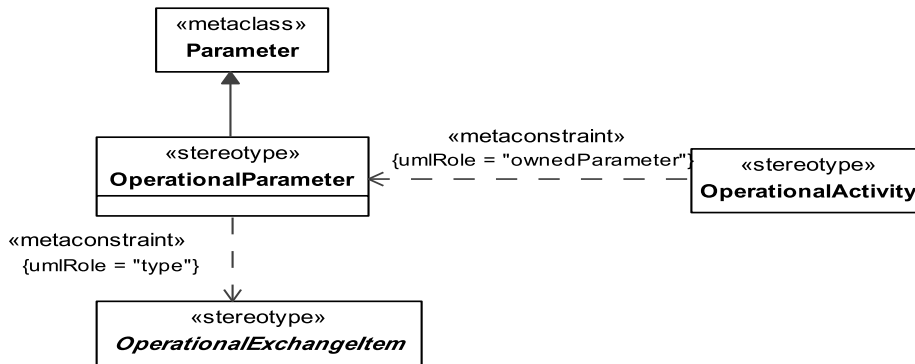 «metaclass»
Parameter
«metaconstraint»
{umlRole = "ownedParameter"}
«stereotype»
OperationalParameter
«stereotype»
OperationalActivity
«metaconstraint»
{umlRole = "type"}
«stereotype»
OperationalExchangeItem